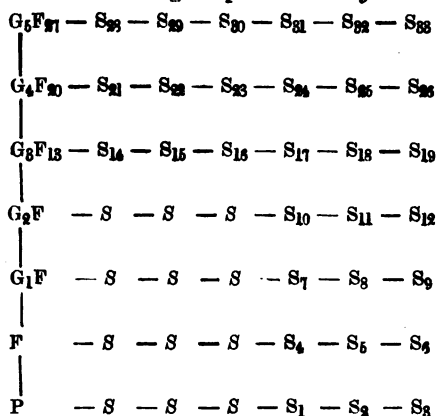 G₅F₂₇ — S₂₈ — S₂₉ — S₃₀ — S₃₁ — S₃₂ — S₃₃
G₄F₂₀ — S₂₁ — S₂₂ — S₂₃ — S₂₄ — S₂₅ — S₂₆
G₃F₁₃ — S₁₄ — S₁₅ — S₁₆ — S₁₇ — S₁₈ — S₁₉
G₂F — S — S — S — S₁₀ — S₁₁ — S₁₂
G₁F — S — S — S — S₇ — S₈ — S₉
F — S — S — S — S₄ — S₅ — S₆
P — S — S — S — S₁ — S₂ — S₃